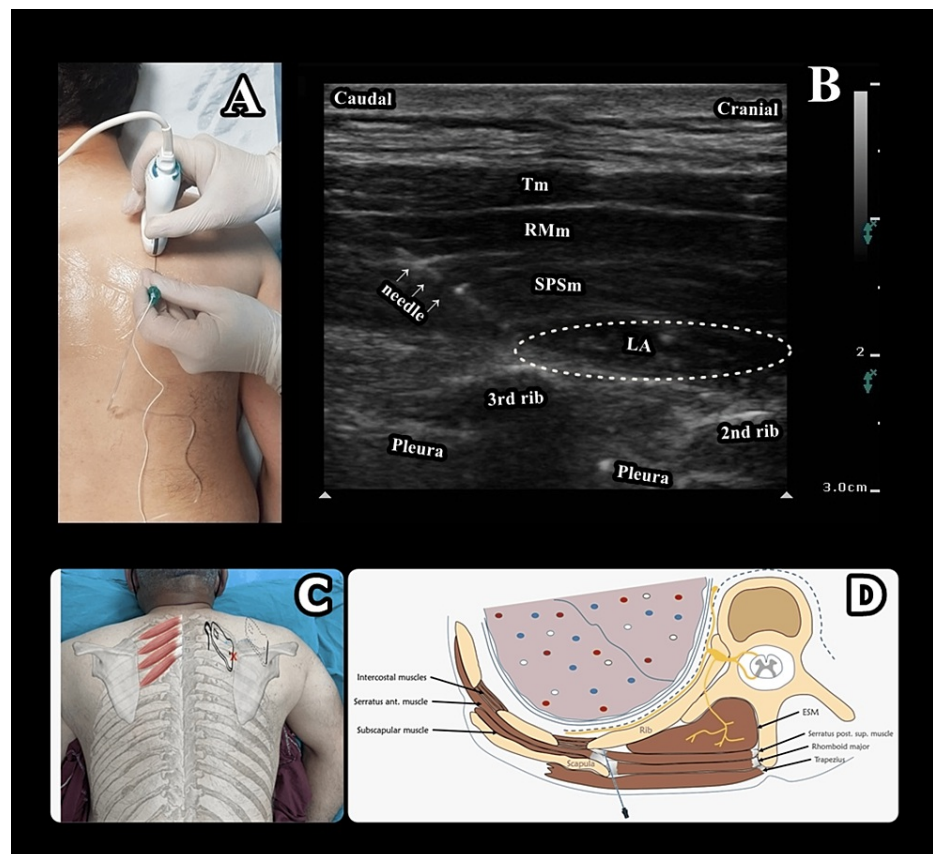 A
B
Caudal
Cranial
Tm
RMm
SPSm
needle
LA
3rd rib
2nd rib
Pleura
Pleura
2
3.0cm
C
D
Intercostal muscles
Serratus ant. muscle
Subscapular muscle
Rib
Scapula
ESM
Serratus post. sup. muscle
Rhomboid major
Trapezius